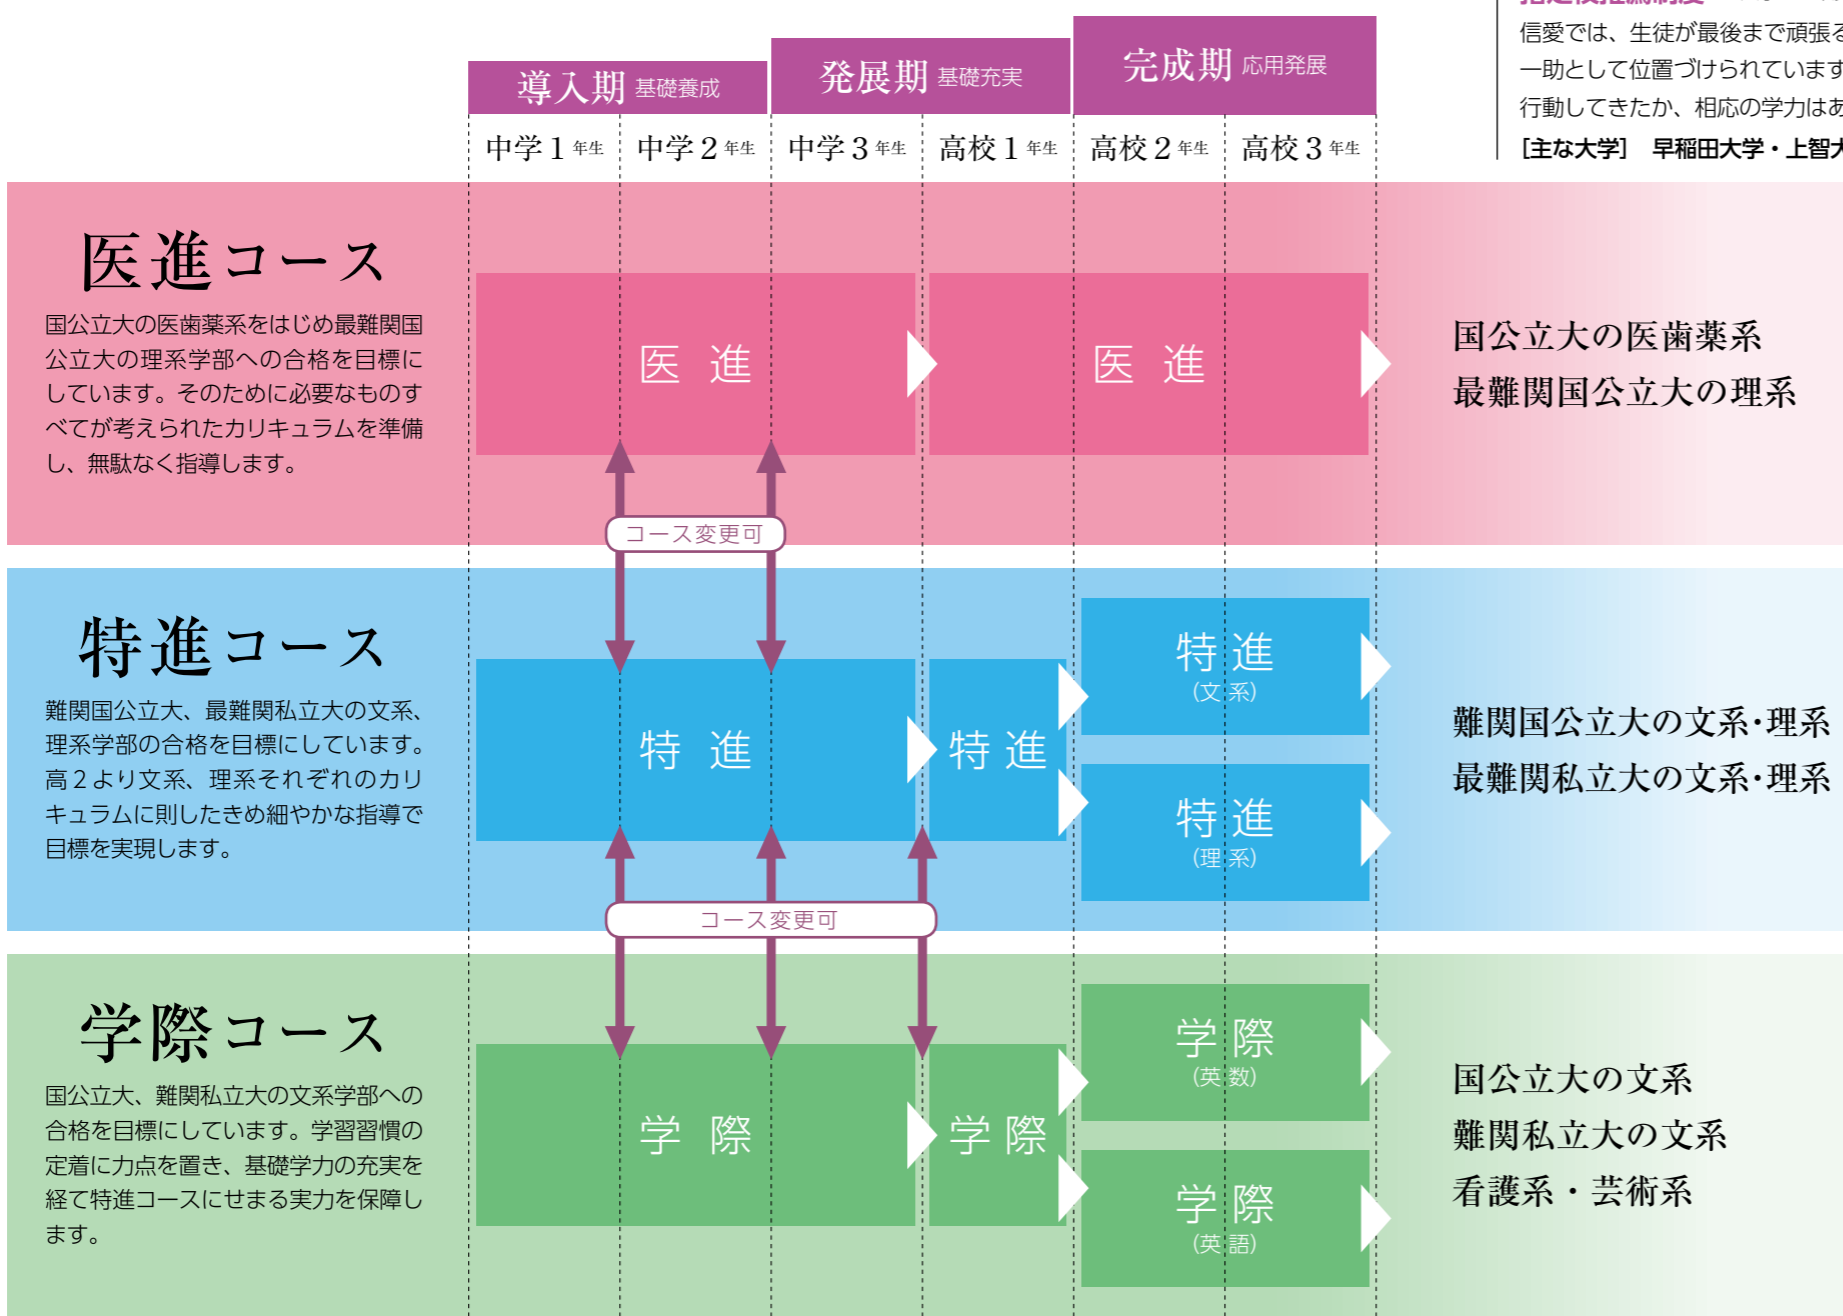 信愛では、生徒が最後まで頑張る
一助として位置づけられています
行動してきたか、相応の学力はあ
[主な大学] 早稲田大学・上智大
導入期 基礎養成
発展期 基礎充実
完成期 応用発展
中学1年生
中学2年生
中学3年生
高校1年生
高校2年生
高校3年生
医進コース
国公立大の医歯薬系をはじめ最難関国
公立大の理系学部への合格を目標に
しています。そのために必要なものす
べてが考えられたカリキュラムを準備
し、無駄なく指導します。
医進
医進
国公立大の医歯薬系
最難関国公立大の理系
コース変更可
特進コース
難関国公立大、最難関私立大の文系、
理系学部の合格を目標にしています。
高2より文系、理系それぞれのカリ
キュラムに則したきめ細やかな指導で
目標を実現します。
特進
特進
特進
(文系)
特進
(理系)
難関国公立大の文系・理系
最難関私立大の文系・理系
コース変更可
学際コース
国公立大、難関私立大の文系学部への
合格を目標にしています。学習習慣の
定着に力点を置き、基礎学力の充実を
経て特進コースにせまる実力を保障し
ます。
学際
学際
学際
(英数)
学際
(英語)
国公立大の文系
難関私立大の文系
看護系・芸術系